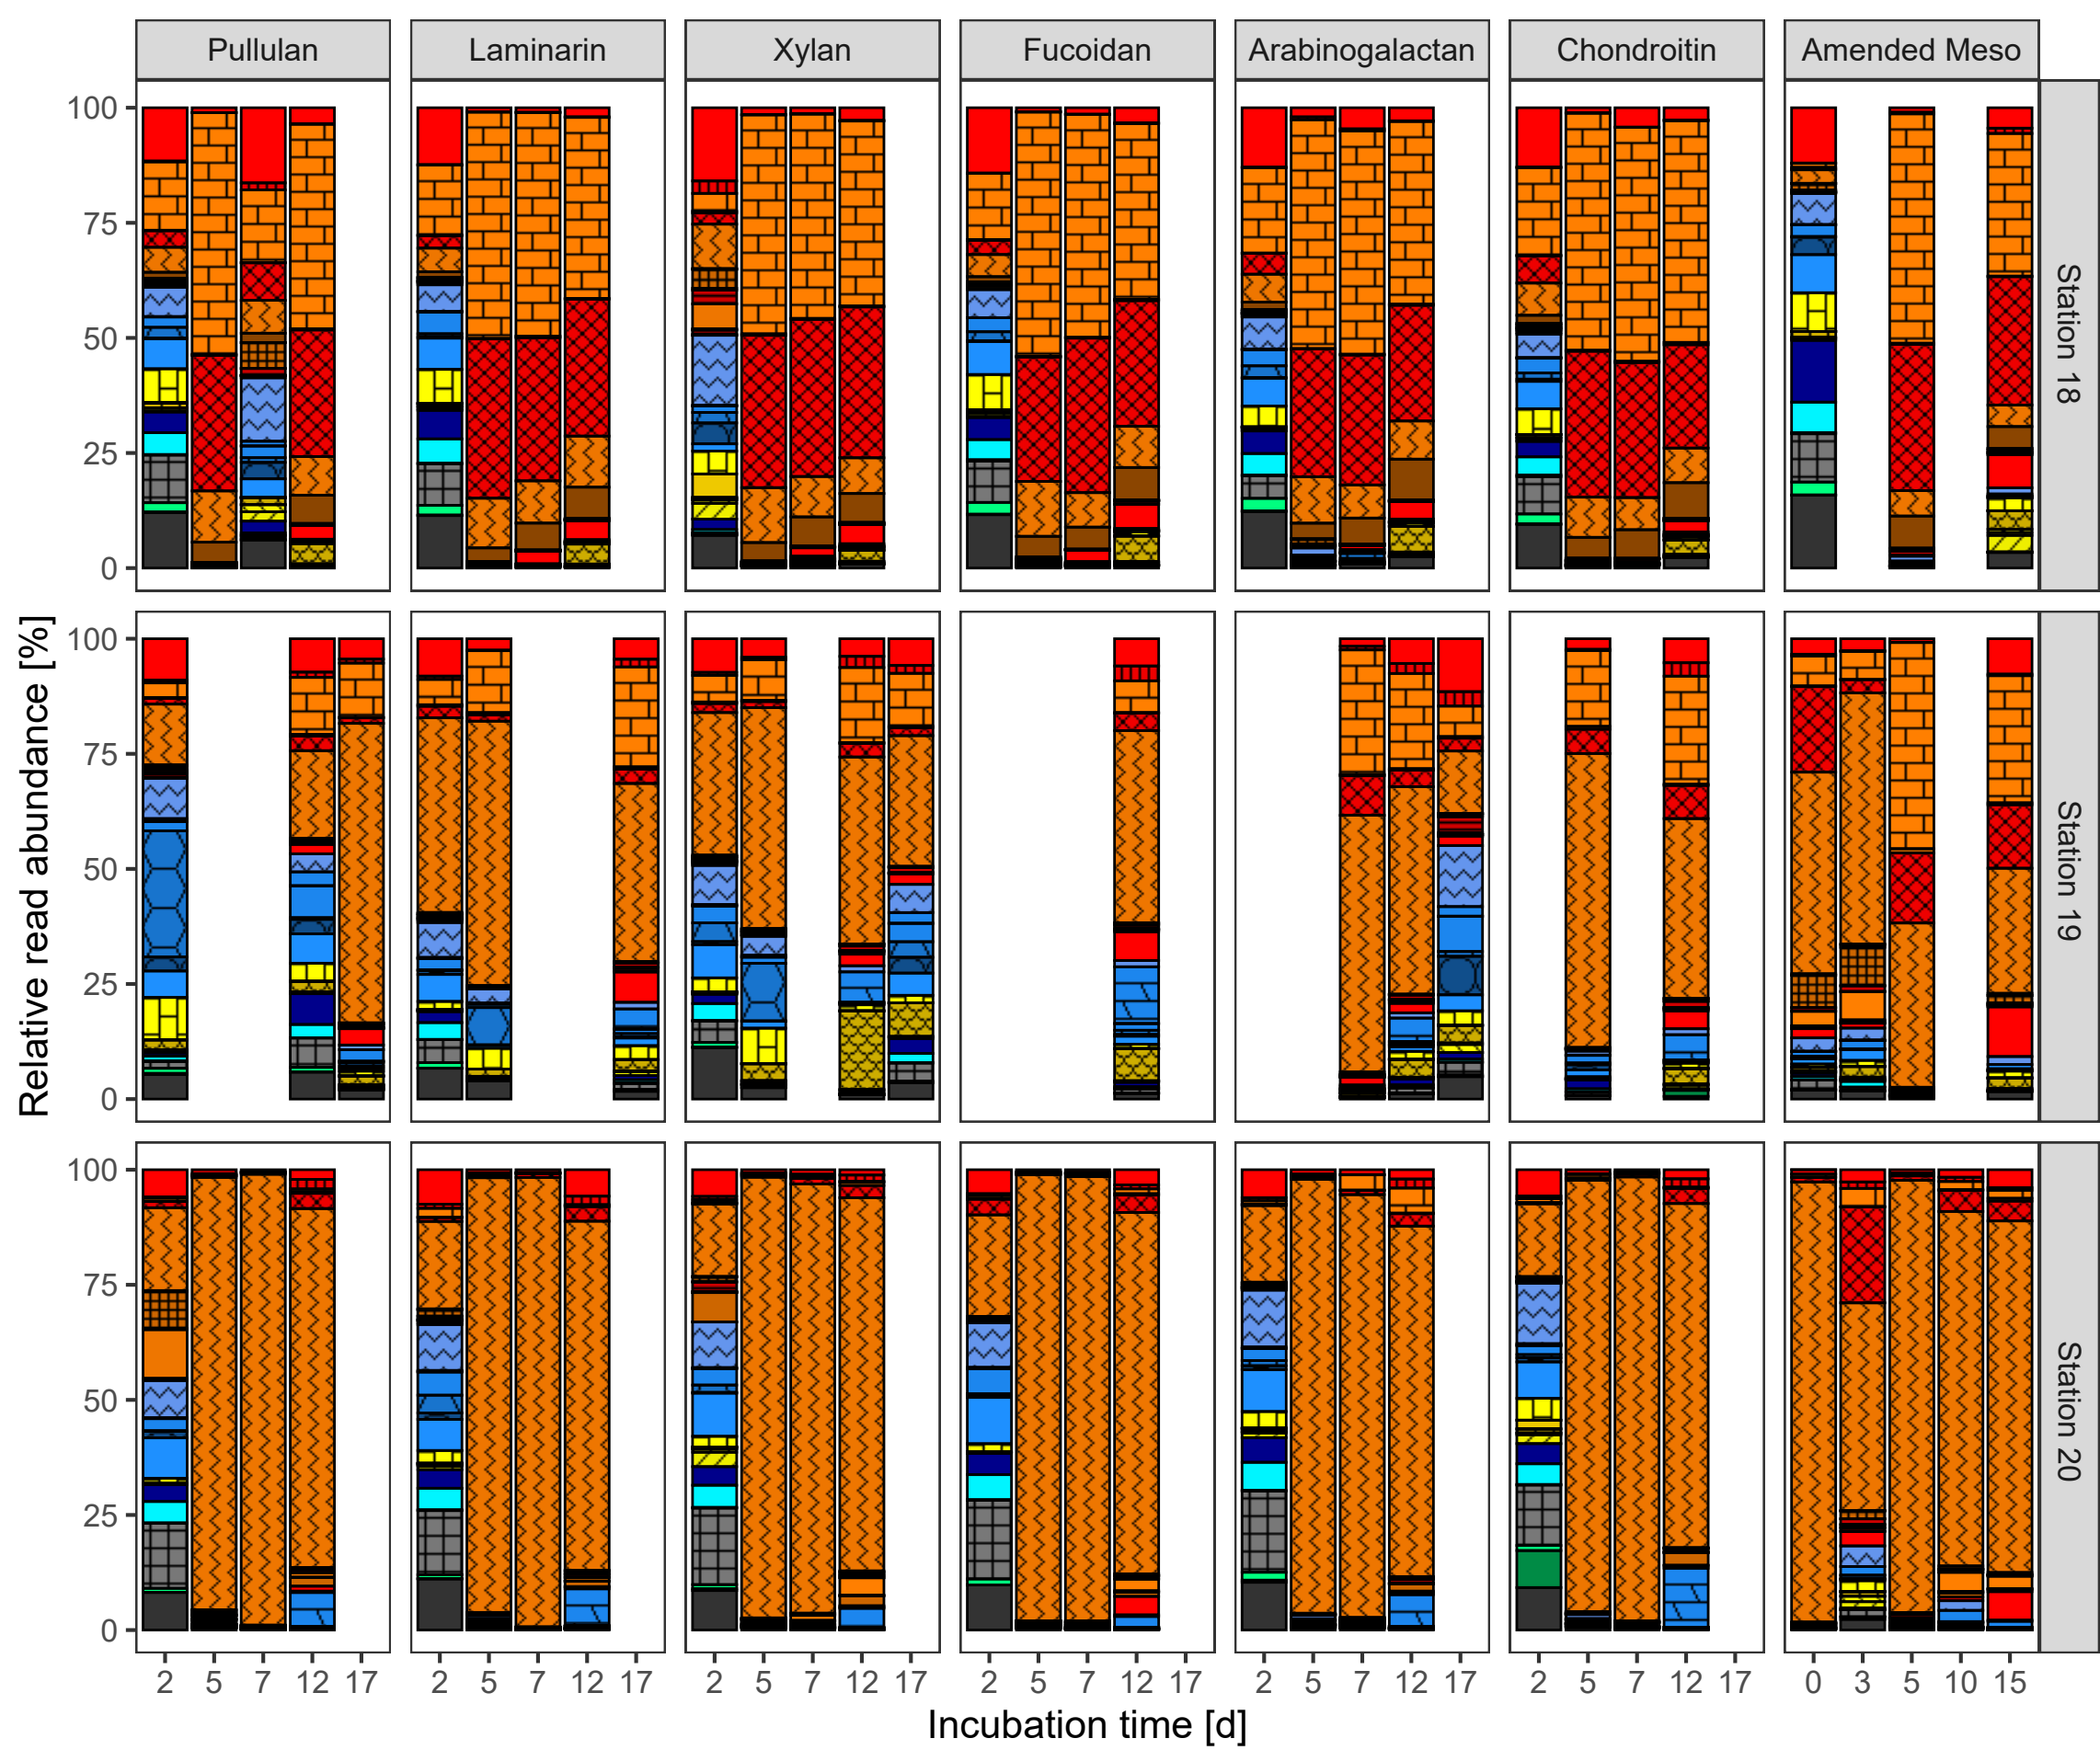 Pullulan Laminarin Xylan Fucoidan Arabinogalactan Chondroitin Amended Meso
100
75
50
25
0
Station 18
100
75
50
25
0
Station 19
100
75
50
25
0
Station 20
Relative read abundance [%]
2 5 7 12 17 2 5 7 12 17 2 5 7 12 17 2 5 7 12 17 2 5 7 12 17 2 5 7 12 17 0 3 5 10 15
Incubation time [d]